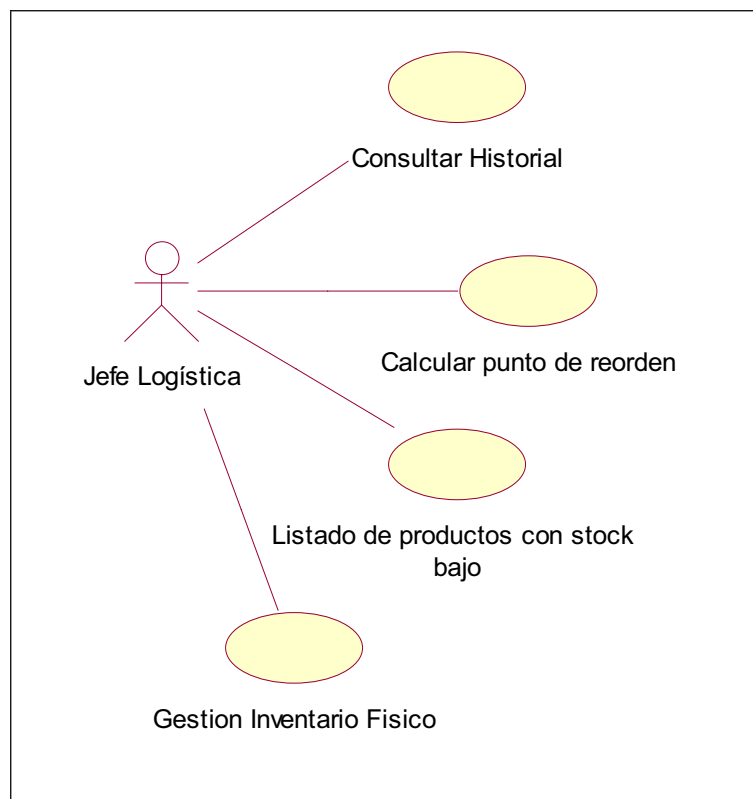 Consultar Historial
Calcular punto de reorden
Jefe Logística
Listado de productos con stock
bajo
Gestion Inventario Fisico